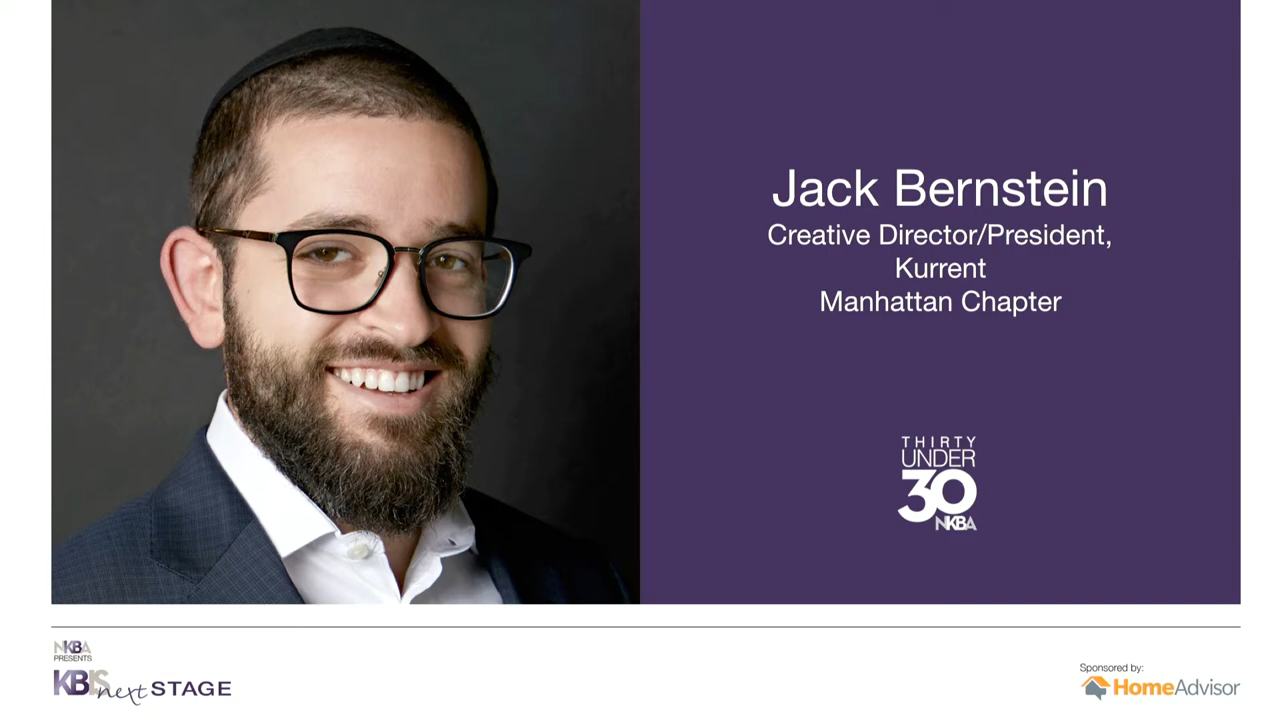 Jack Bernstein
Creative Director/President,
Kurrent
Manhattan Chapter
THIRTY
UNDER
30
NKBA
NKBA
PRESENTS
KBIS next STAGE
Sponsored by:
HomeAdvisor